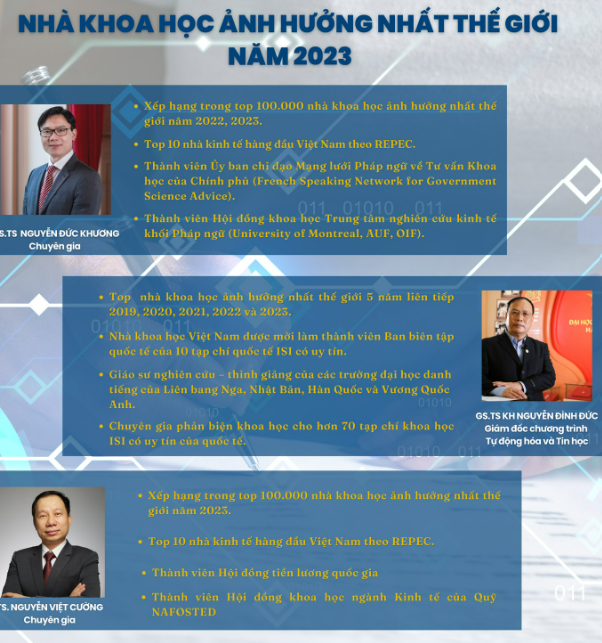 NHÀ KHOA HỌC ẢNH HƯỞNG NHẤT THẾ GIỚI
NĂM 2023
• Xếp hạng trong top 100.000 nhà khoa học ảnh hưởng nhất thế
giới năm 2022, 2023.
• Top 10 nhà kinh tế hàng đầu Việt Nam theo REPEC.
• Thành viên Ủy ban chỉ đạo Mạng lưới Pháp ngữ về Tư vấn Khoa
học của Chính phủ (French Speaking Network for Government
Science Advice).
• Thành viên Hội đồng khoa học Trung tâm nghiên cứu kinh tế
khối Pháp ngữ (University of Montreal, AUF, OIF).
S.TS NGUYỄN ĐỨC KHƯƠNG
Chuyên gia
• Top nhà khoa học ảnh hưởng nhất thế giới 5 năm liên tiếp
2019, 2020, 2021, 2022 và 2023.
• Nhà khoa học Việt Nam được mời làm thành viên Ban biên tập
quốc tế của 10 tạp chí quốc tế ISI có uy tín.
• Giáo sư nghiên cứu – thỉnh giảng của các trường đại học danh
tiếng của Liên bang Nga, Nhật Bản, Hàn Quốc và Vương Quốc
Anh.
• Chuyên gia phản biện khoa học cho hơn 70 tạp chí khoa học
ISI có uy tín của quốc tế.
ĐẠI HỌC
GS.TS KH NGUYỄN ĐÌNH ĐỨC
Giám đốc chương trình
Tự động hóa và Tin học
• Xếp hạng trong top 100.000 nhà khoa học ảnh hưởng nhất thế
giới năm 2023.
• Top 10 nhà kinh tế hàng đầu Việt Nam theo REPEC.
• Thành viên Hội đồng tiền lương quốc gia
• Thành viên Hội đồng khoa học ngành Kinh tế của Quỹ
NAFOSTED
TS. NGUYỄN VIỆT CƯỜNG
Chuyên gia
011 01010 011
01010
01010
01010 011
011